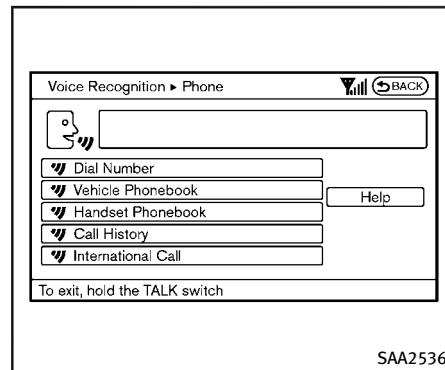 Voice Recognition ▸ Phone
BACK
Dial Number
Vehicle Phonebook
Help
Handset Phonebook
Call History
International Call
To exit, hold the TALK switch
SAA2536